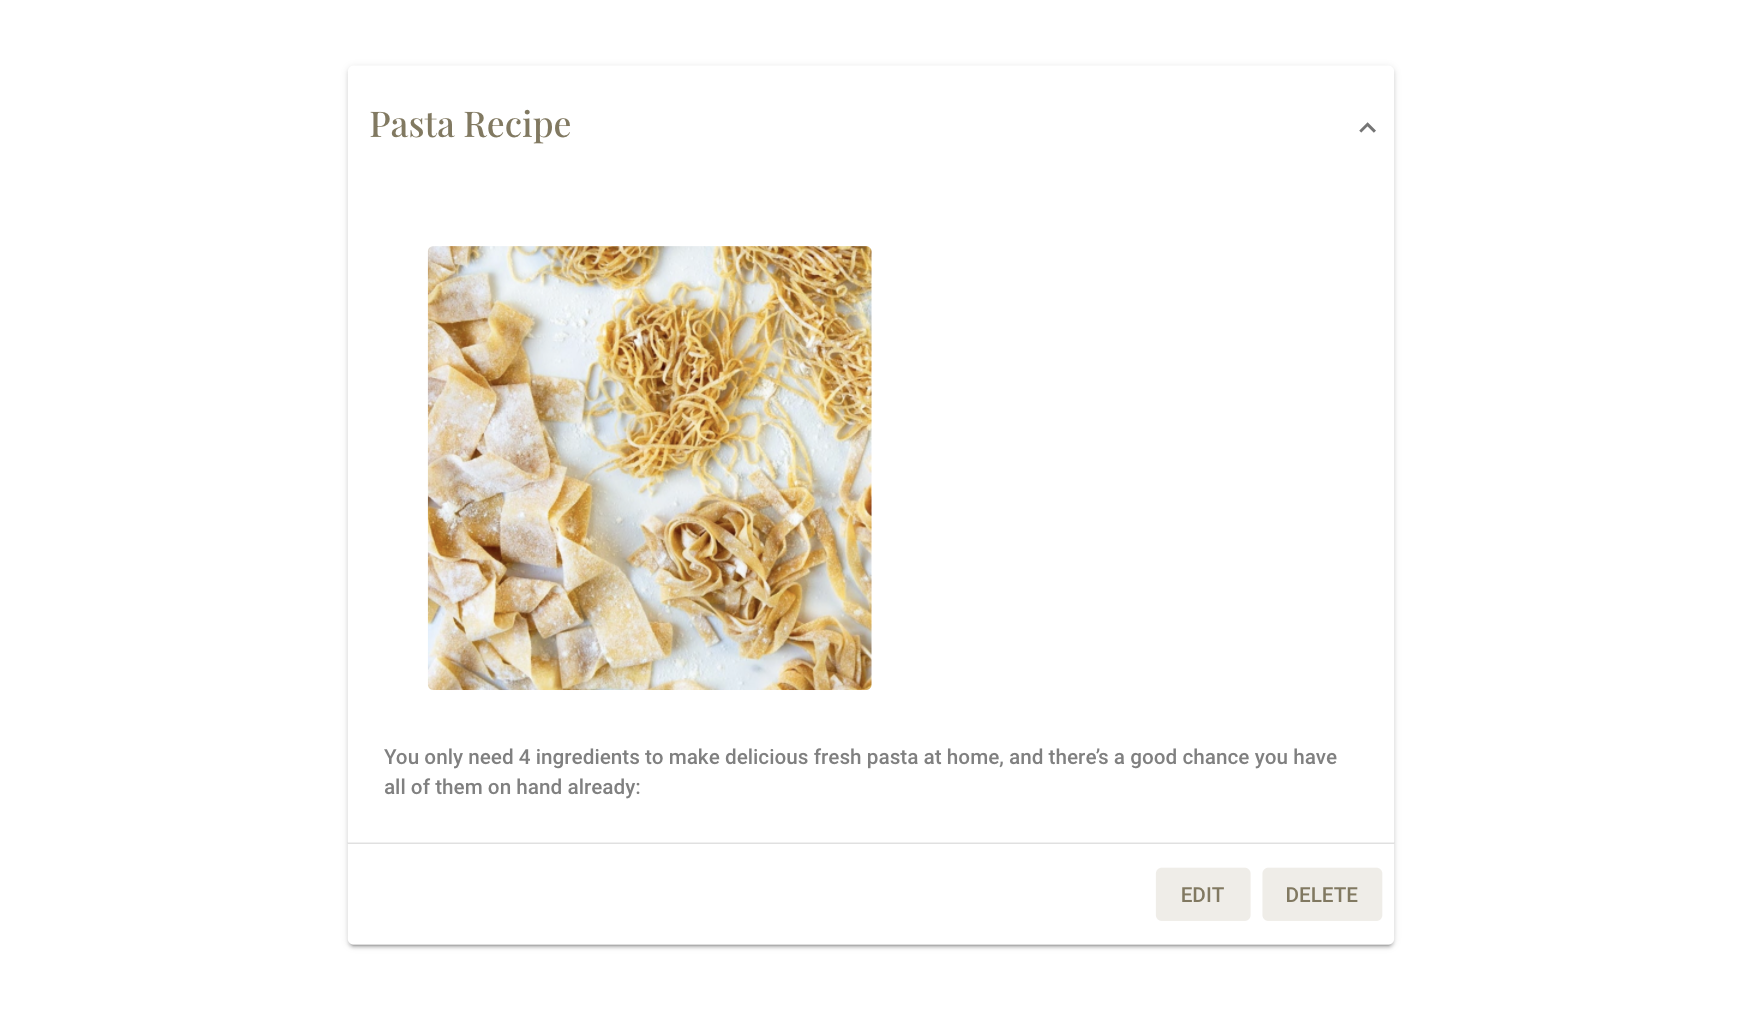 Pasta Recipe
You only need 4 ingredients to make delicious fresh pasta at home, and there’s a good chance you have
all of them on hand already:
EDIT
DELETE